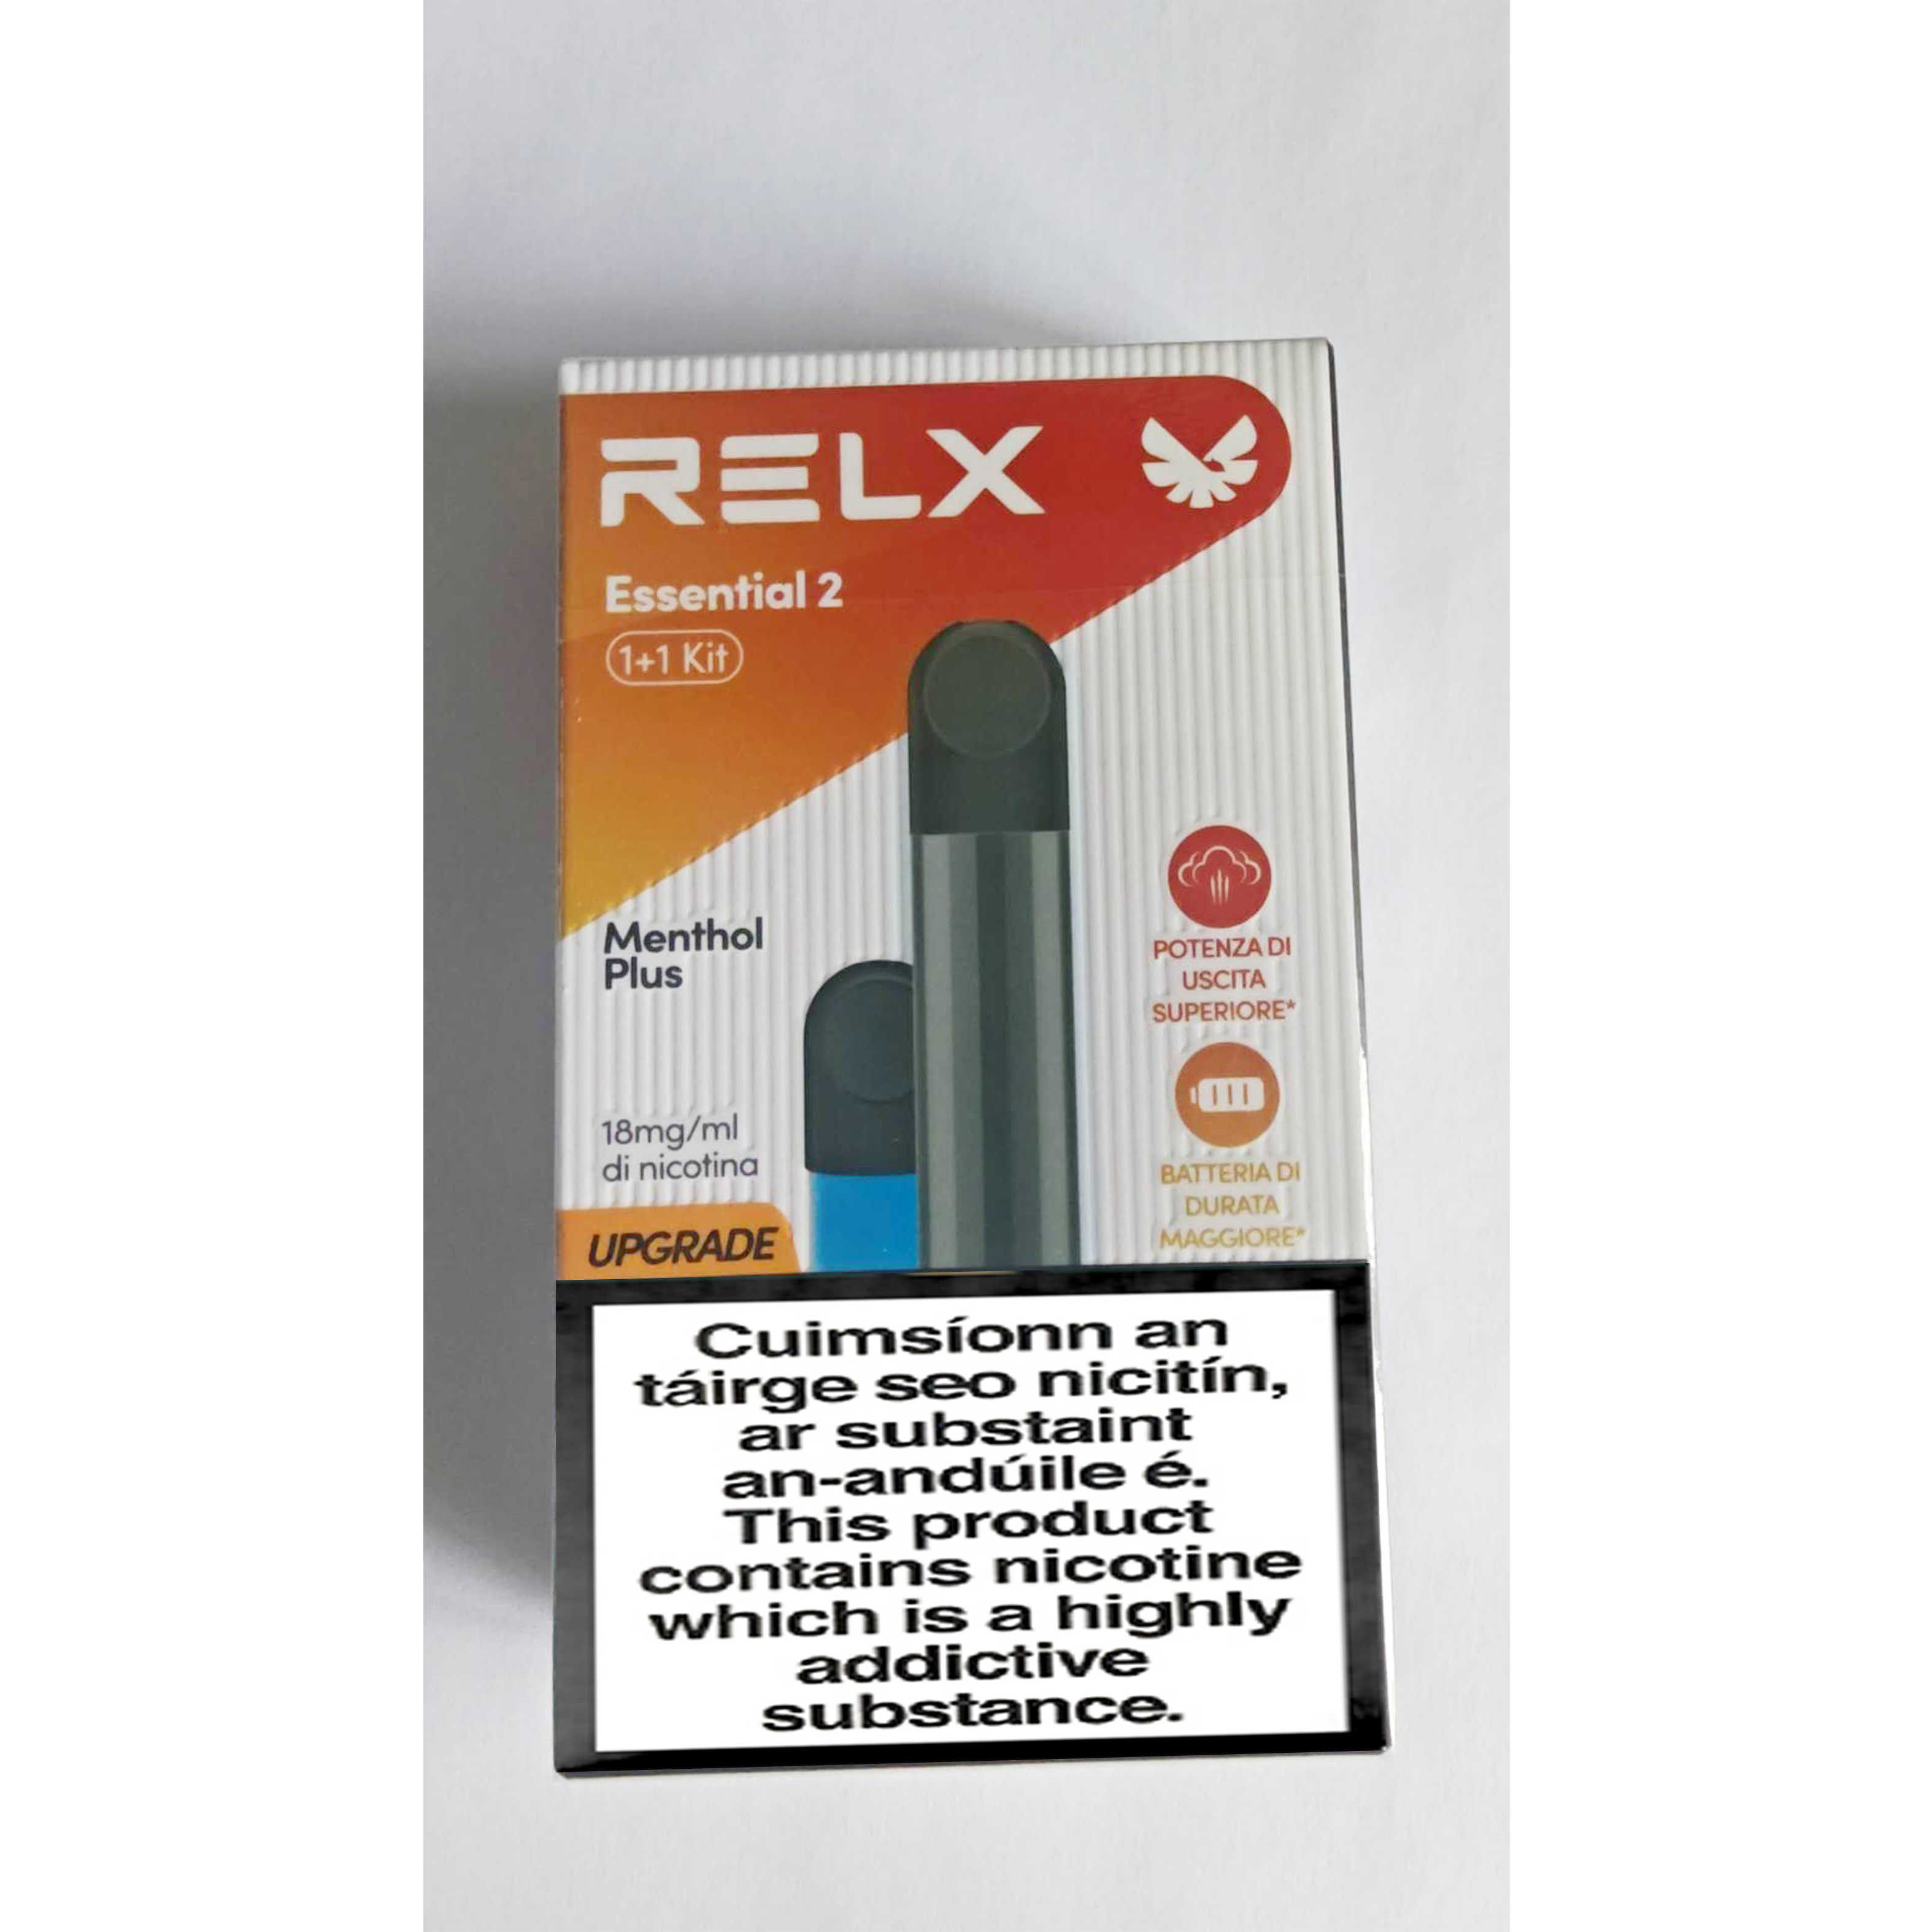 RELX
Essential 2
1+1 Kit
Menthol
Plus
18mg/ml
di nicotina
UPGRADE
POTENZA DI
USCITA
SUPERIORE*
BATTERIA DI
DURATA
MAGGIORE*
Cuimsíonn an
táirge seo nicitín,
ar substaint
an-andúile é.
This product
contains nicotine
which is a highly
addictive
substance.